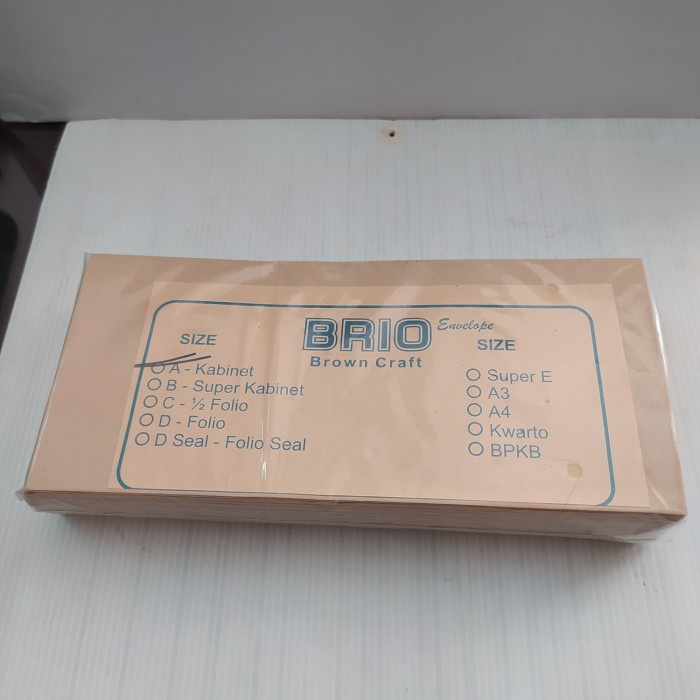 BRIO Envelope
Brown Craft
SIZE
A - Kabinet
B - Super Kabinet
C - ½ Folio
D - Folio
D Seal - Folio Seal
SIZE
Super E
A3
A4
Kwarto
BPKB